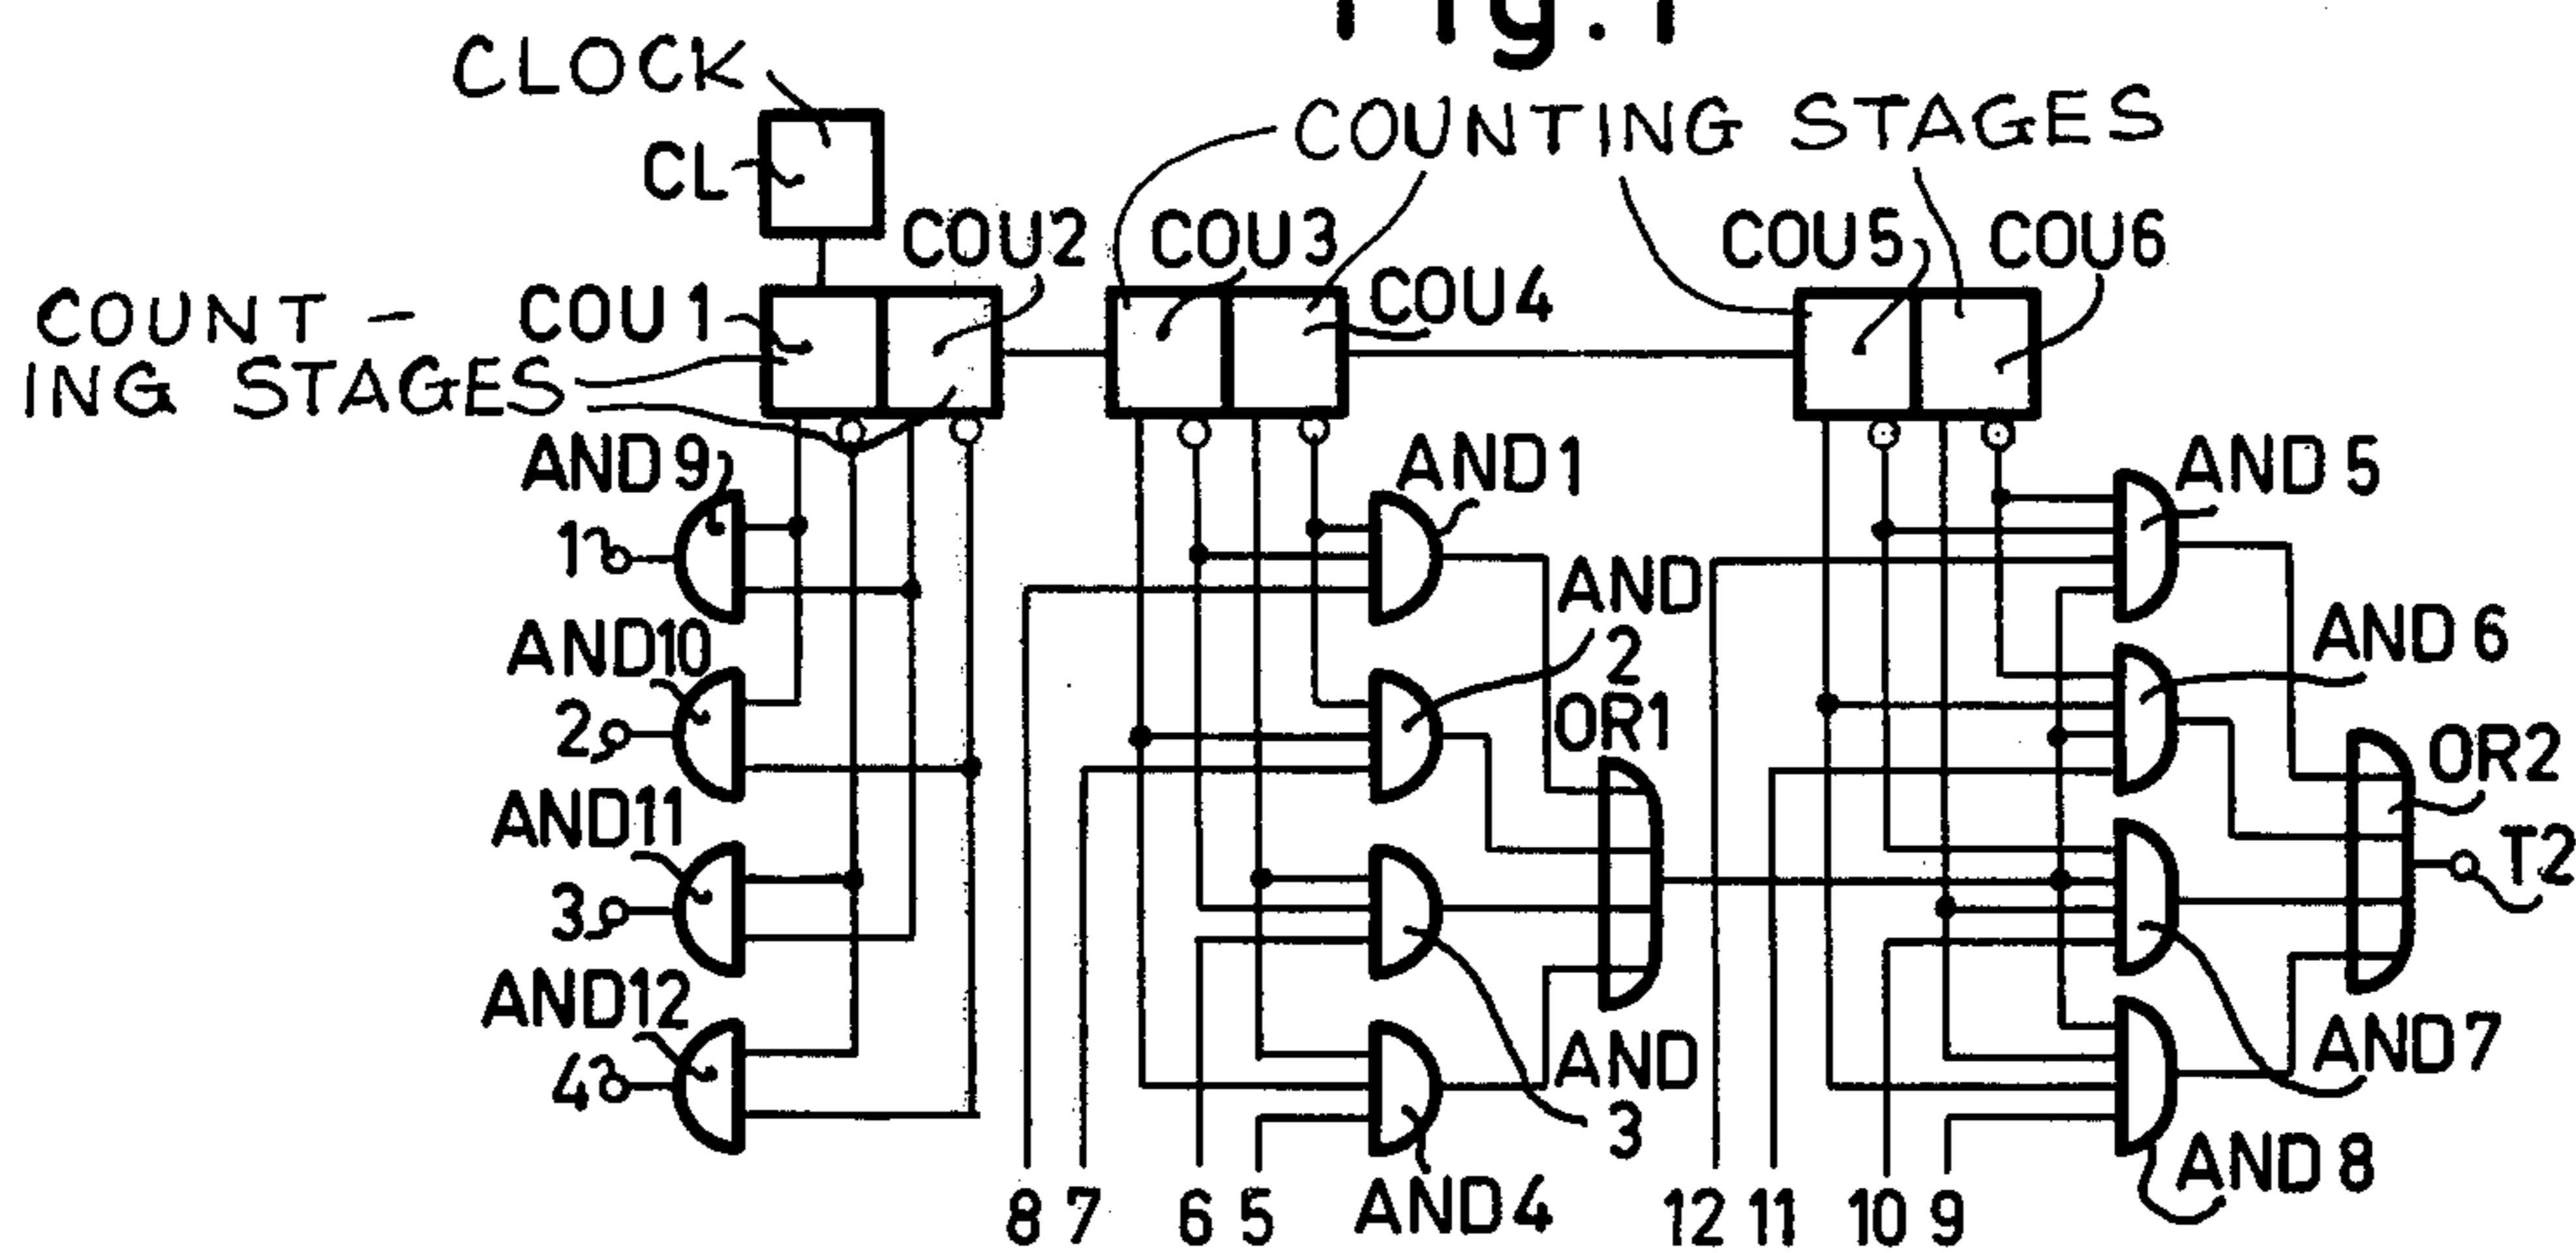 Fig. 1
CLOCK
CL
COUNTING STAGES
COU2
COU3
COU4
COU5
COU6
COUNT-
ING STAGES
COU1
AND9
1
AND10
2
AND11
3
AND12
4
AND1
AND
2
OR1
AND
3
AND4
AND5
AND6
OR2
T2
AND7
AND8
8 7 6 5
12 11 10 9